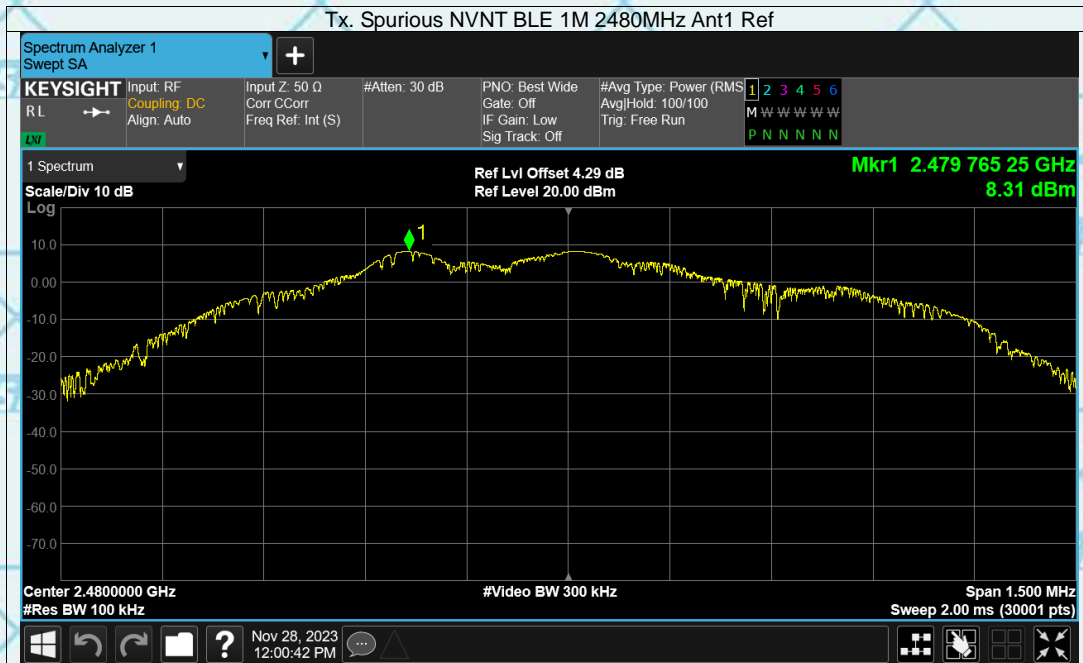 Tx. Spurious NVNT BLE 1M 2480MHz Ant1 Ref
Spectrum Analyzer 1
Swept SA
+
KEYSIGHT
R L
LXI
Input: RF
Coupling: DC
Align: Auto
Input Z: 50 Ω
Corr CCorr
Freq Ref: Int (S)
#Atten: 30 dB
PNO: Best Wide
Gate: Off
IF Gain: Low
Sig Track: Off
#Avg Type: Power (RMS
Avg|Hold: 100/100
Trig: Free Run
1 2 3 4 5 6
M W W W W W
P N N N N N
1 Spectrum
Scale/Div 10 dB
Log
Ref Lvl Offset 4.29 dB
Ref Level 20.00 dBm
Mkr1 2.479 765 25 GHz
8.31 dBm
1
10.0
0.00
-10.0
-20.0
-30.0
-40.0
-50.0
-60.0
-70.0
Center 2.4800000 GHz
#Res BW 100 kHz
#Video BW 300 kHz
Span 1.500 MHz
Sweep 2.00 ms (30001 pts)
?
Nov 28, 2023
12:00:42 PM